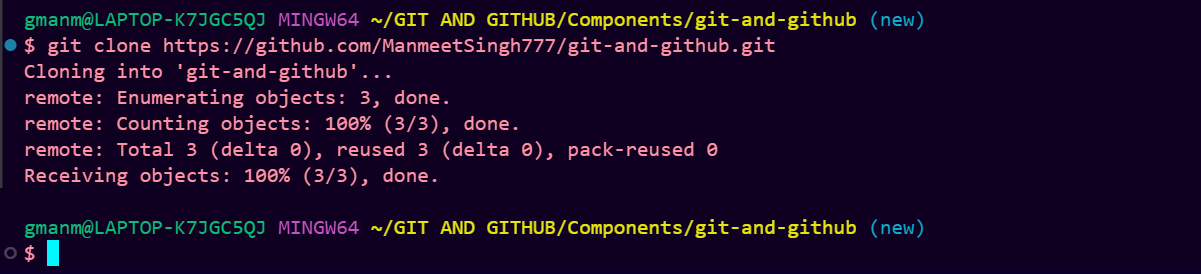 gmanm@LAPTOP-K7JGC5QJ MINGW64 ~/GIT AND GITHUB/Components/git-and-github (new)
$ git clone https://github.com/ManmeetSingh777/git-and-github.git
Cloning into 'git-and-github'...
remote: Enumerating objects: 3, done.
remote: Counting objects: 100% (3/3), done.
remote: Total 3 (delta 0), reused 3 (delta 0), pack-reused 0
Receiving objects: 100% (3/3), done.
gmanm@LAPTOP-K7JGC5QJ MINGW64 ~/GIT AND GITHUB/Components/git-and-github (new)
$